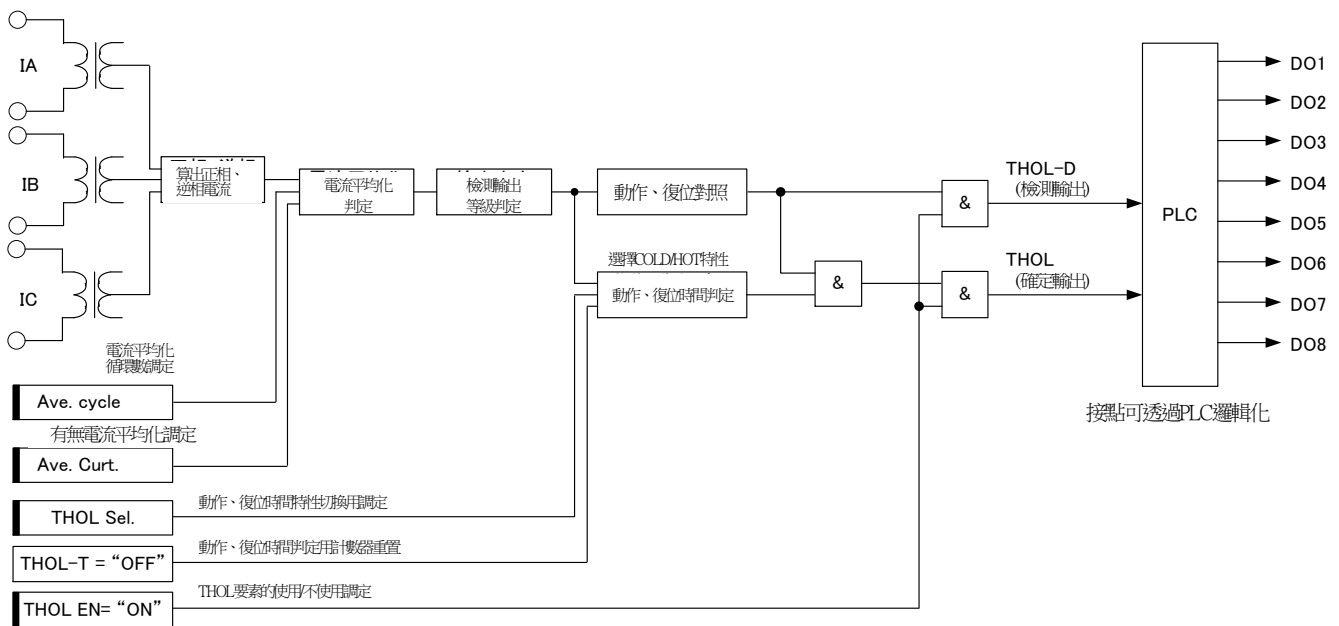 IA
IB
IC
算出正相、
逆相電流
電流平均化
判定
檢測輸出
等級判定
動作、復位對照
選擇COLD/HOT特性
動作、復位時間判定
&
&
&
THOL-D
(檢測輸出)
THOL
(確定輸出)
PLC
DO1
DO2
DO3
DO4
DO5
DO6
DO7
DO8
接點可透過PLC邏輯化
電流平均化
循環數調定
Ave. cycle
有無電流平均化調定
Ave. Curt.
THOL Sel.
動作、復位時間特性切換用調定
THOL-T = “OFF”
動作、復位時間判定用計數器重置
THOL EN= “ON”
THOL要素的使用/不使用調定